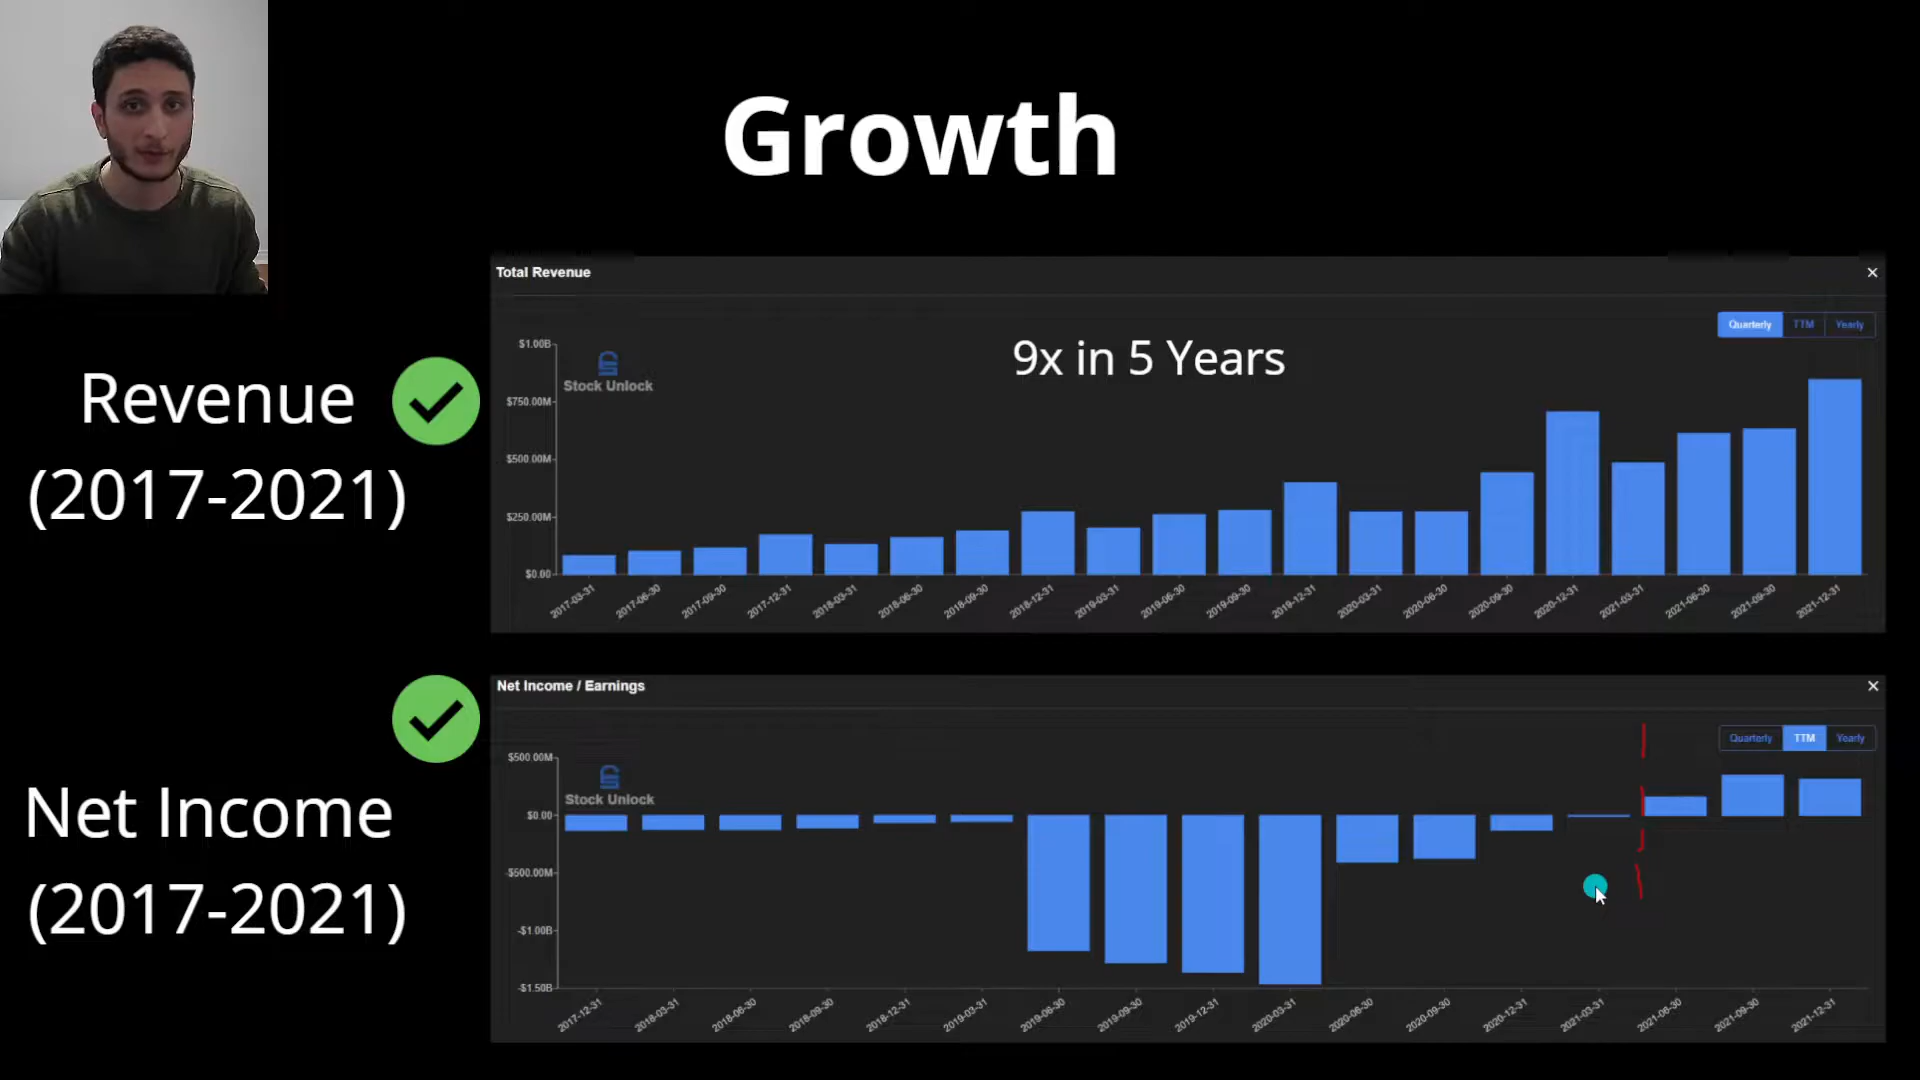 Growth
Total Revenue
Quarterly TTM Yearly
9x in 5 Years
Stock Unlock
$1.00B
$750.00M
$500.00M
$250.00M
$0.00
2017-03-31 2017-06-30 2017-09-30 2017-12-31 2018-03-31 2018-06-30 2018-09-30 2018-12-31 2019-03-31 2019-06-30 2019-09-30 2019-12-31 2020-03-31 2020-06-30 2020-09-30 2020-12-31 2021-03-31 2021-06-30 2021-09-30 2021-12-31
Revenue
(2017-2021)
Net Income / Earnings
Quarterly TTM Yearly
Stock Unlock
$500.00M
$0.00
-$500.00M
-$1.00B
-$1.50B
2017-12-31 2018-03-31 2018-06-30 2018-09-30 2018-12-31 2019-03-31 2019-06-30 2019-09-30 2019-12-31 2020-03-31 2020-06-30 2020-09-30 2020-12-31 2021-03-31 2021-06-30 2021-09-30 2021-12-31
Net Income
(2017-2021)